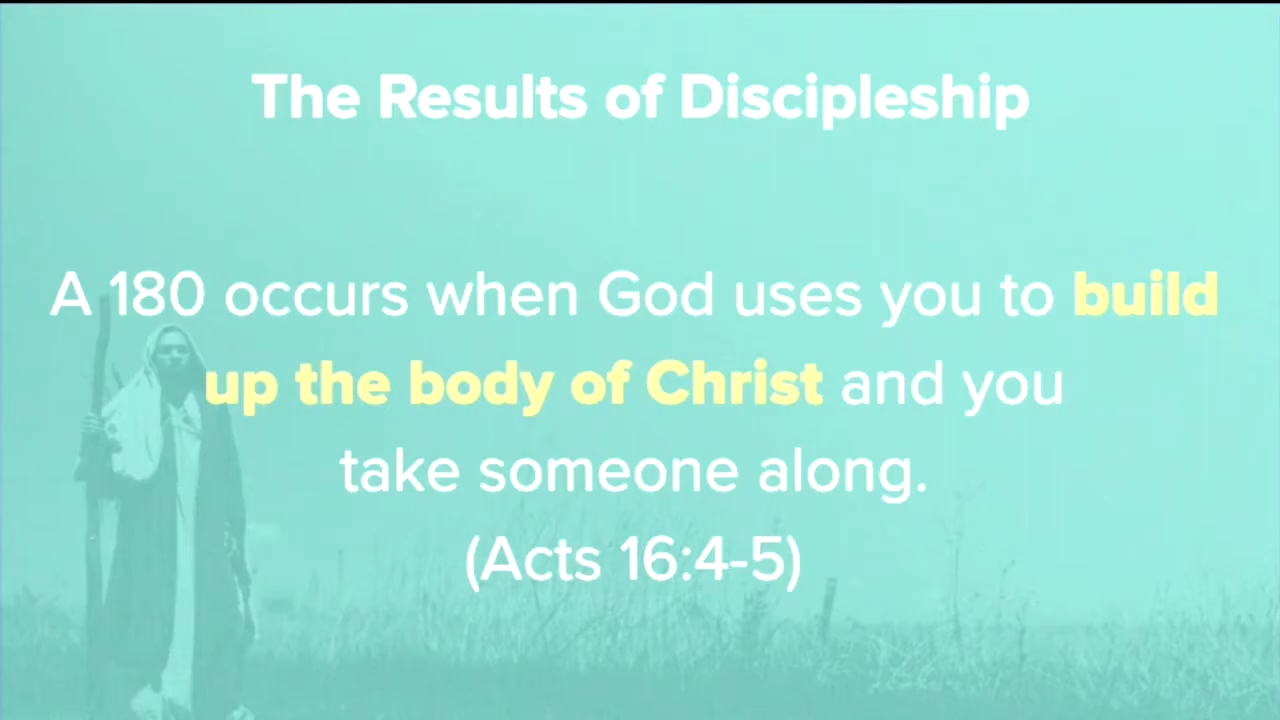 The Results of Discipleship
A 180 occurs when God uses you to build
up the body of Christ and you
take someone along.
(Acts 16:4-5)